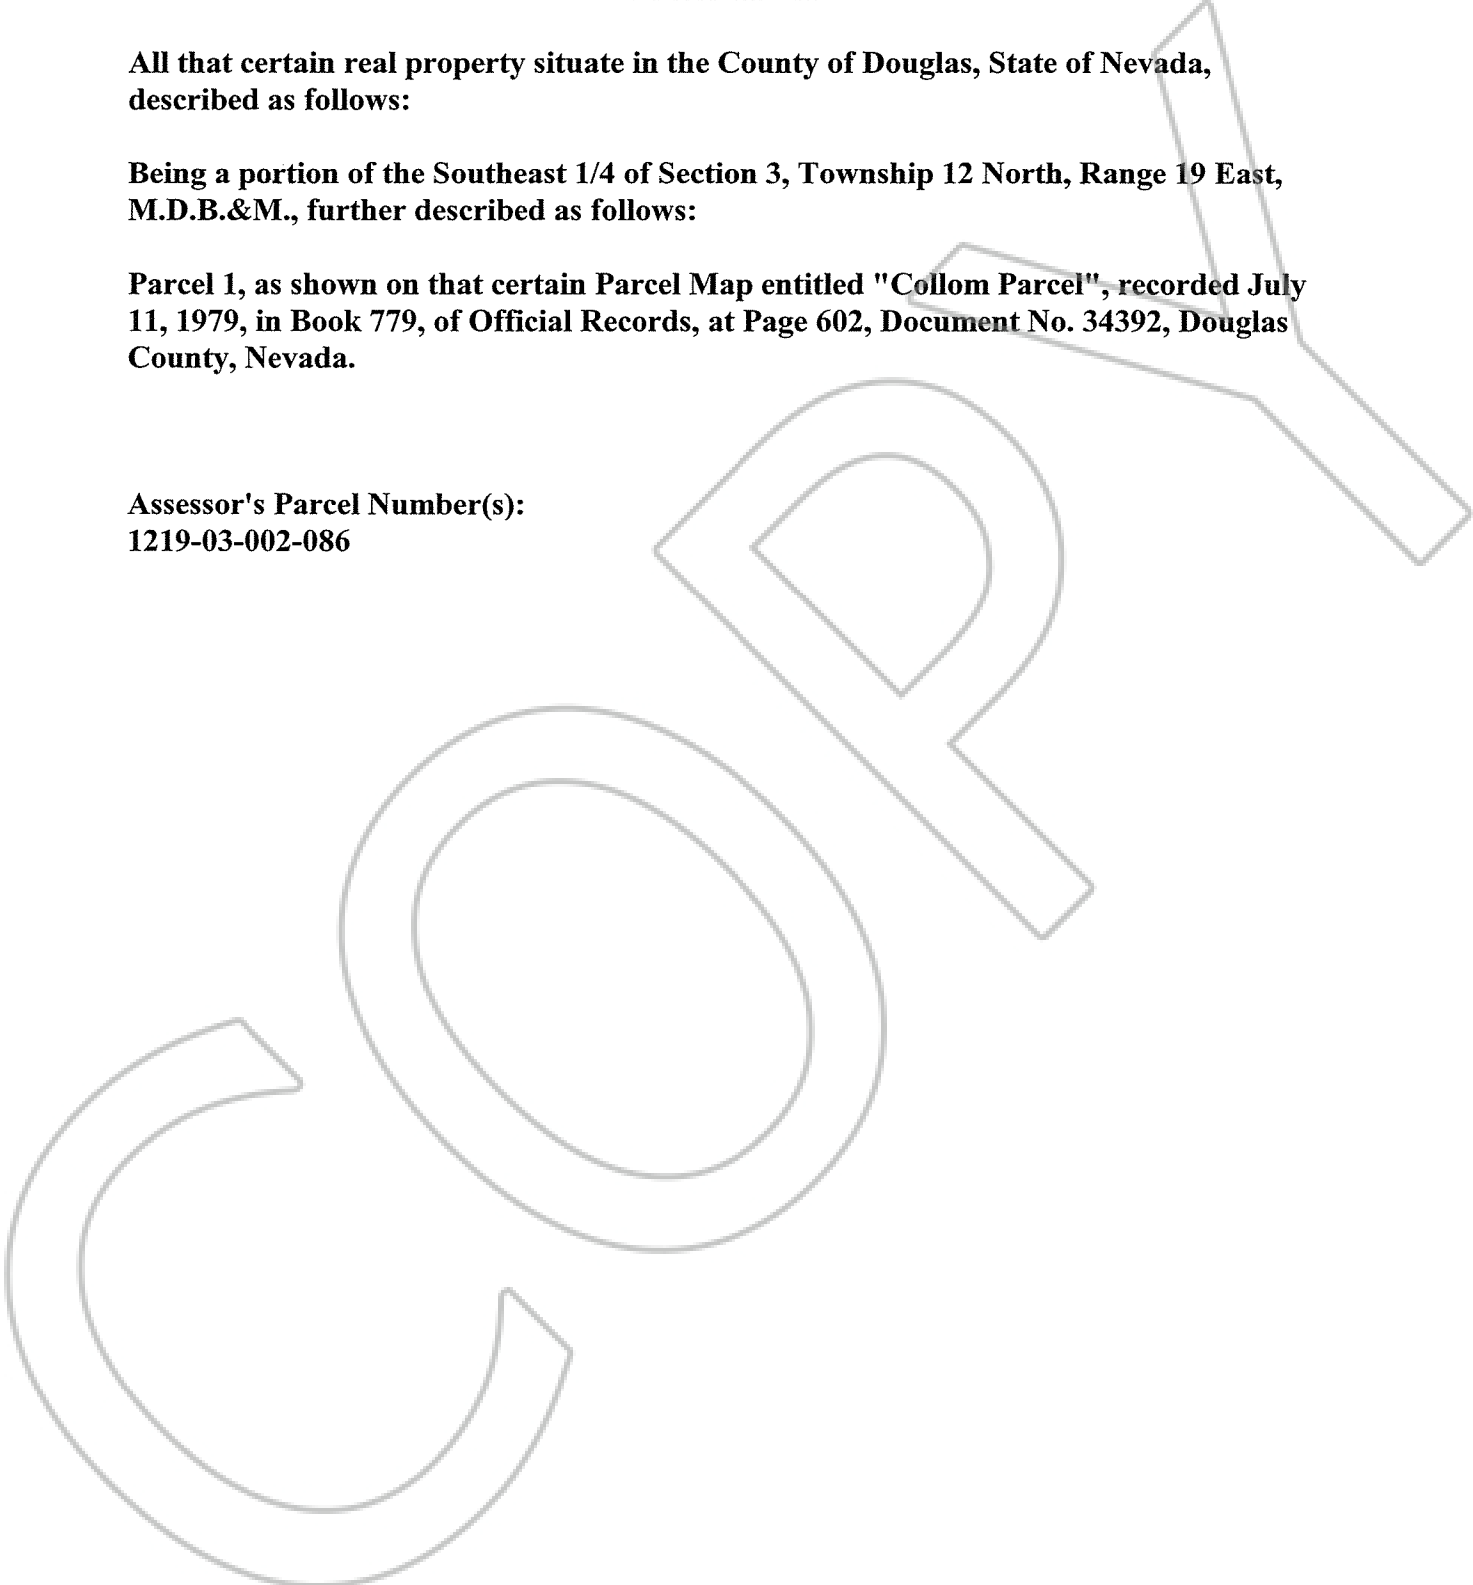 All that certain real property situate in the County of Douglas, State of Nevada,
described as follows:
Being a portion of the Southeast 1/4 of Section 3, Township 12 North, Range 19 East,
M.D.B.&M., further described as follows:
Parcel 1, as shown on that certain Parcel Map entitled "Collom Parcel", recorded July
11, 1979, in Book 779, of Official Records, at Page 602, Document No. 34392, Douglas
County, Nevada.
Assessor's Parcel Number(s):
1219-03-002-086
COPY